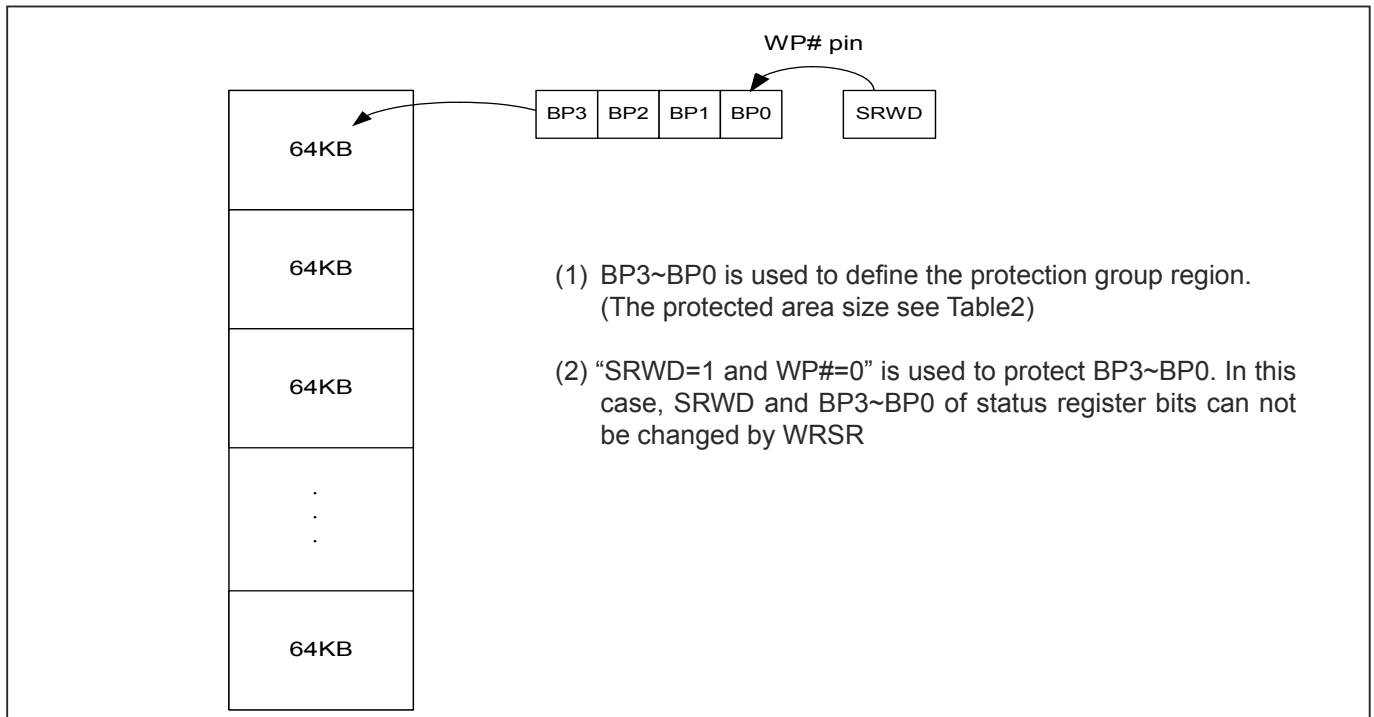 WP# pin
BP3 BP2 BP1 BP0 SRWD
64KB
64KB
64KB
.
.
.
64KB
(1) BP3~BP0 is used to define the protection group region.
(The protected area size see Table2)
(2) “SRWD=1 and WP#=0” is used to protect BP3~BP0. In this
case, SRWD and BP3~BP0 of status register bits can not
be changed by WRSR